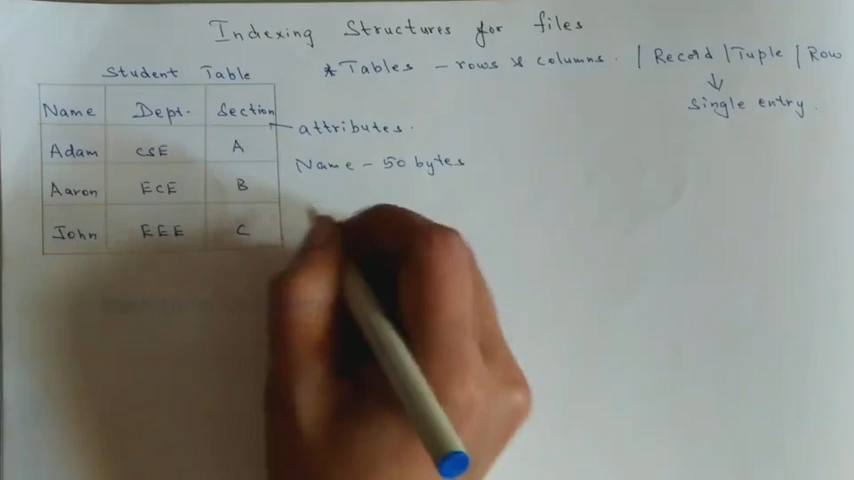 Indexing Structures for files
Student Table
* Tables - rows & columns. | Record | Tuple | Row
↓
Single entry.
Name Dept. Section
attributes.
Adam CSE A
Name - 50 bytes
Aaron ECE B
John EEE C